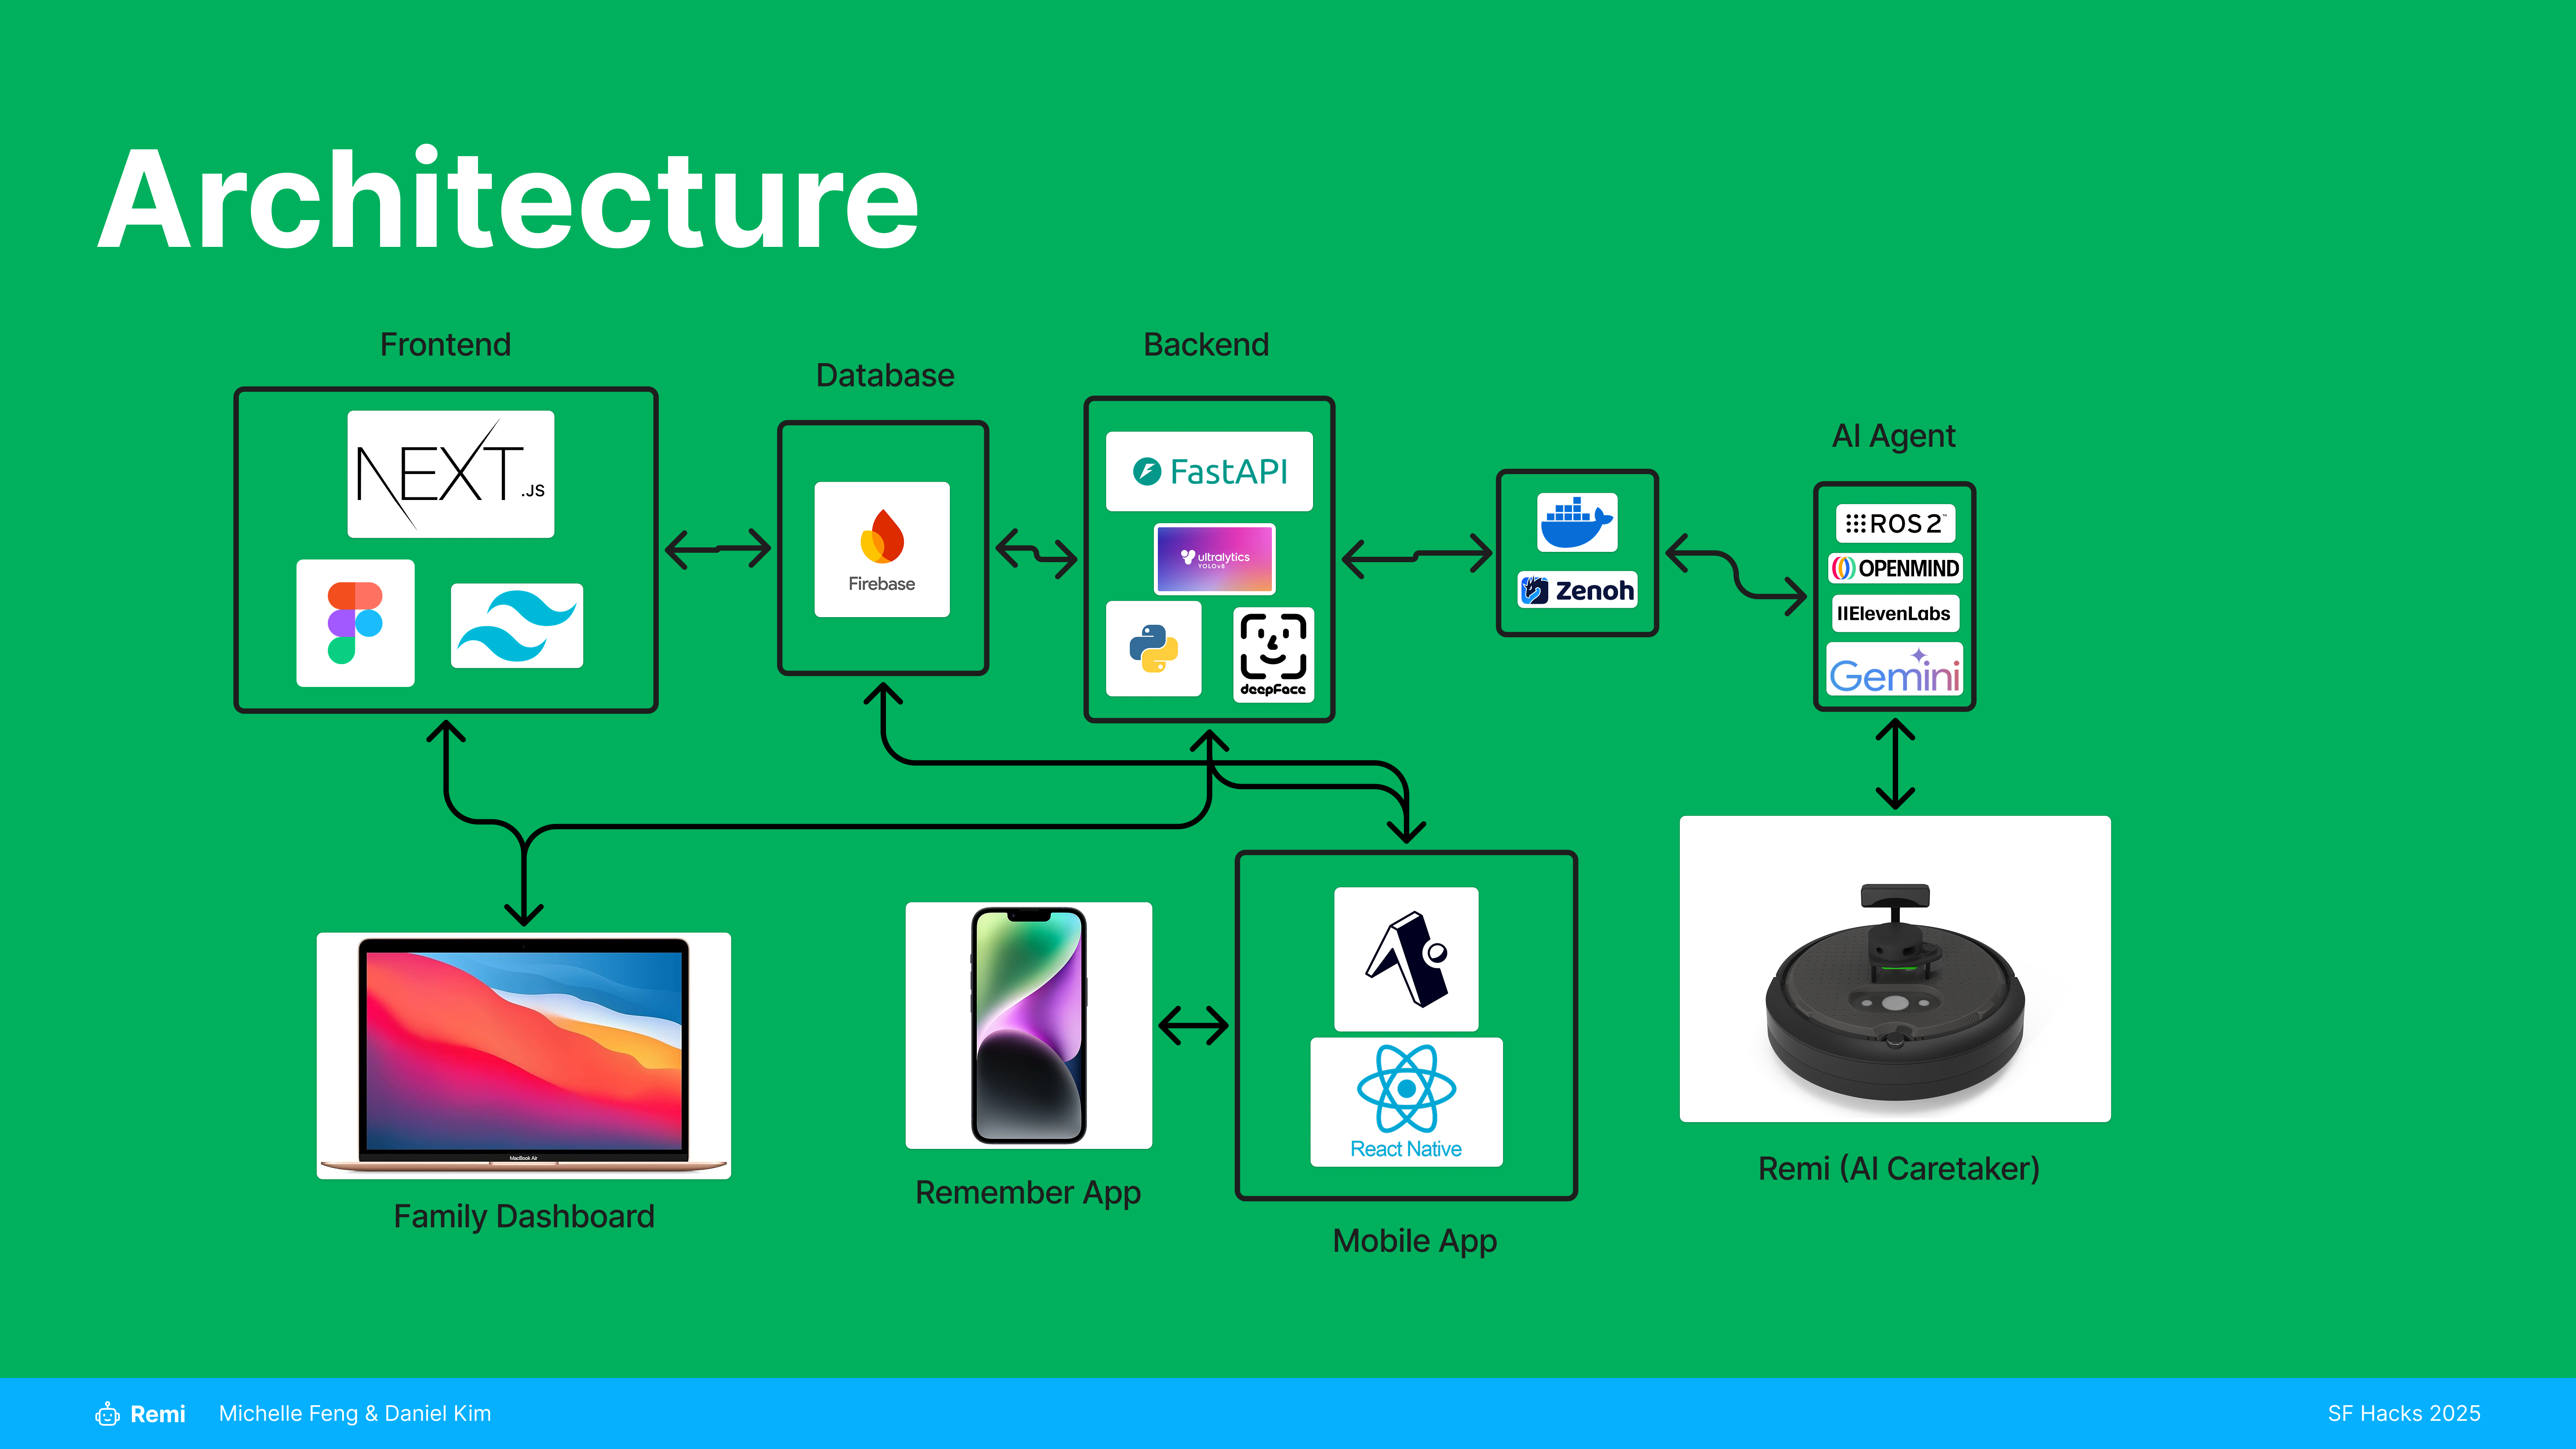 Architecture
Frontend
Database
Backend
AI Agent
NEXT.JS
Firebase
FastAPI
ultralytics
YOLOv8
deepface
Zenoh
ROS 2™
OPENMIND
IIElevenLabs
Gemini
MacBook Air
Family Dashboard
Remember App
React Native
Mobile App
Remi (AI Caretaker)
Remi
Michelle Feng & Daniel Kim
SF Hacks 2025